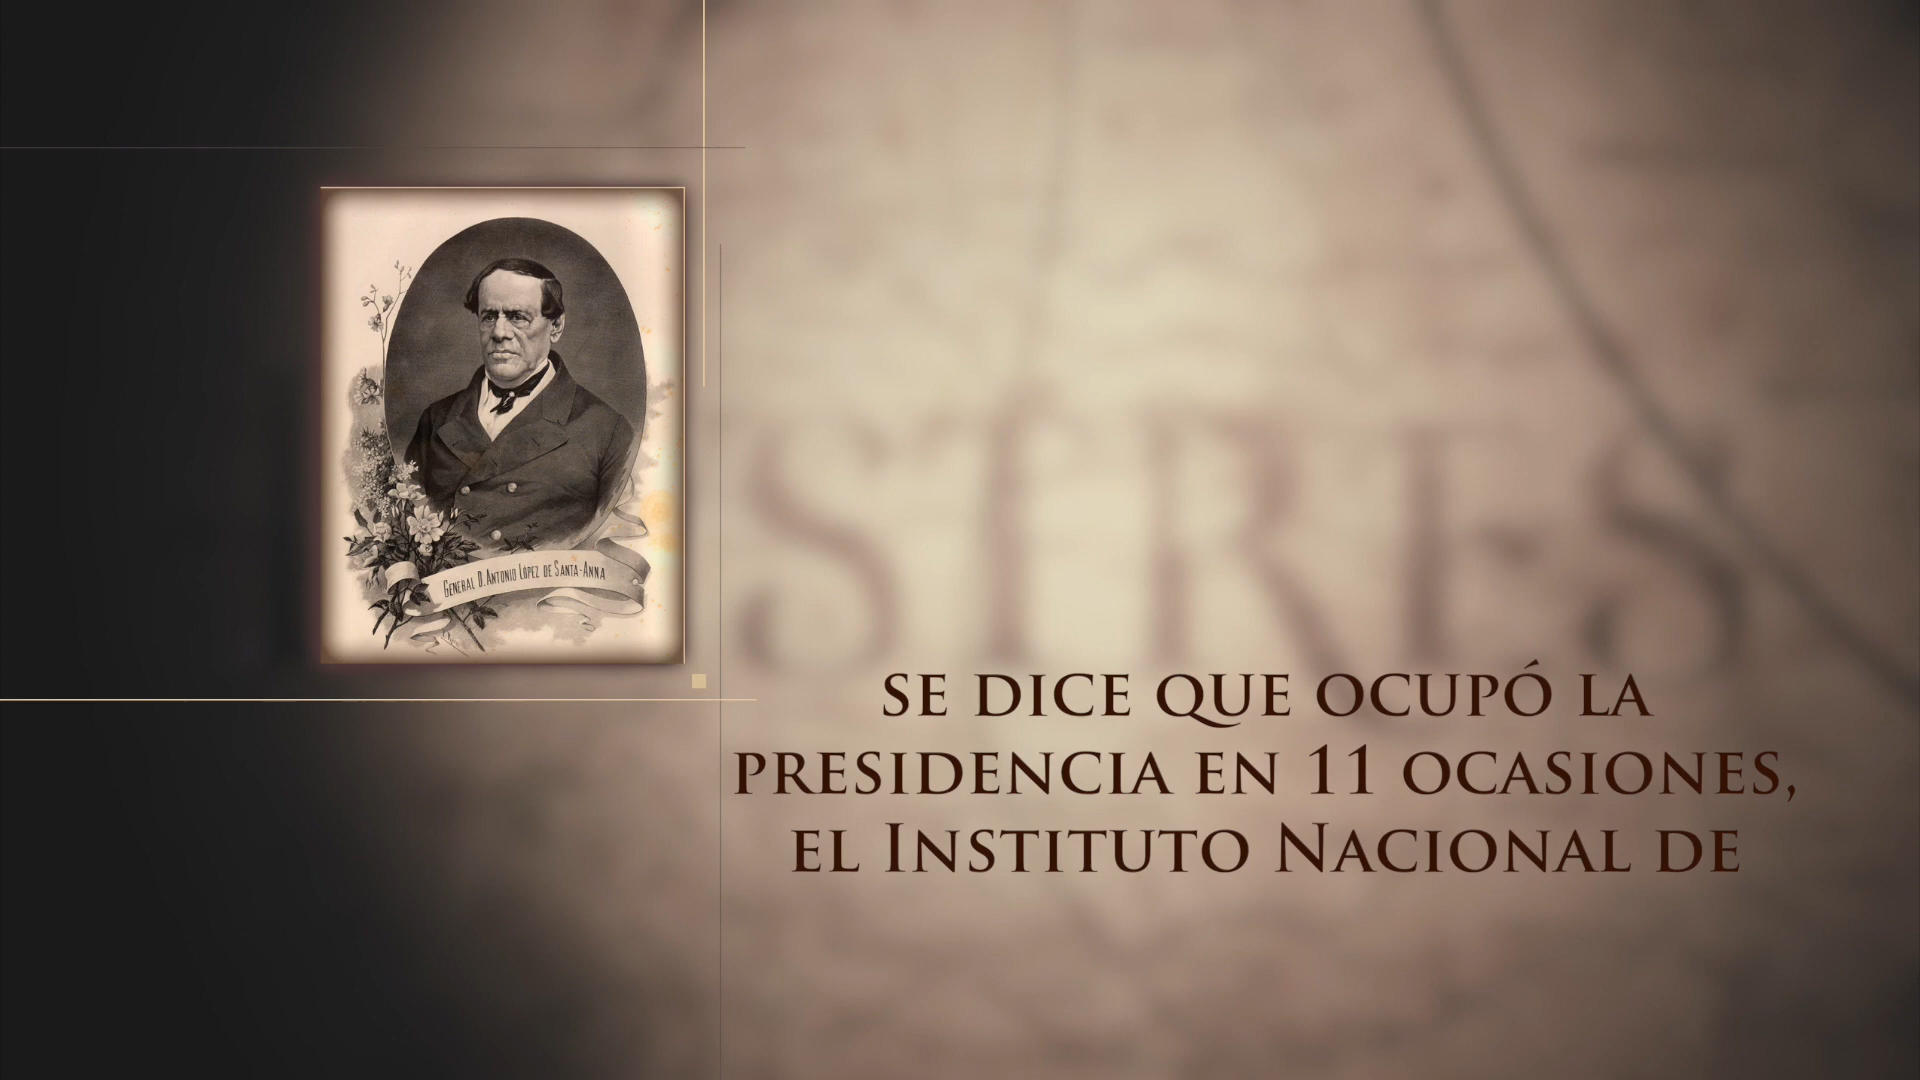 GENERAL D. ANTONIO LÓPEZ DE SANTA-ANNA
STRES
SE DICE QUE OCUPÓ LA
PRESIDENCIA EN 11 OCASIONES,
EL INSTITUTO NACIONAL DE